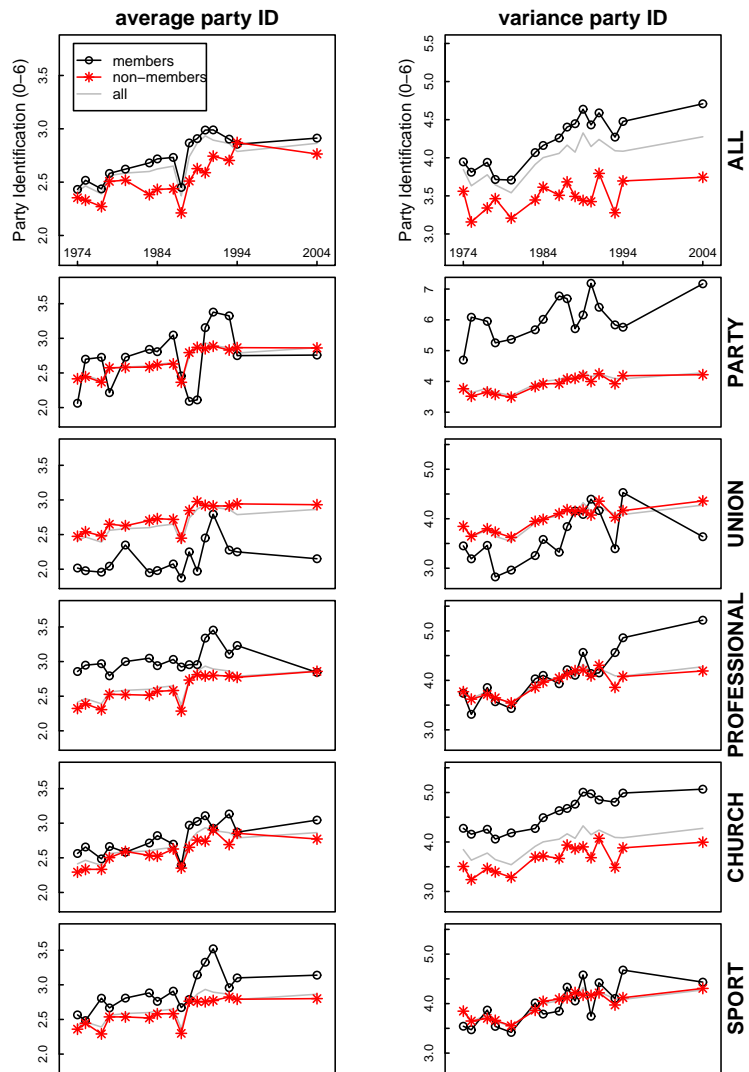 average party ID
variance party ID
members
non−members
all
Party Identification (0−6)
2.0 2.5 3.0 3.5
1974 1984 1994 2004
Party Identification (0−6)
3.0 3.5 4.0 4.5 5.0 5.5
1974 1984 1994 2004
ALL
2.0 2.5 3.0 3.5
3 4 5 6 7
PARTY
2.0 2.5 3.0 3.5
3.0 4.0 5.0
UNION
2.0 2.5 3.0 3.5
3.0 4.0 5.0
PROFESSIONAL
2.0 2.5 3.0 3.5
3.0 4.0 5.0
CHURCH
2.0 2.5 3.0 3.5
3.0 4.0 5.0
SPORT